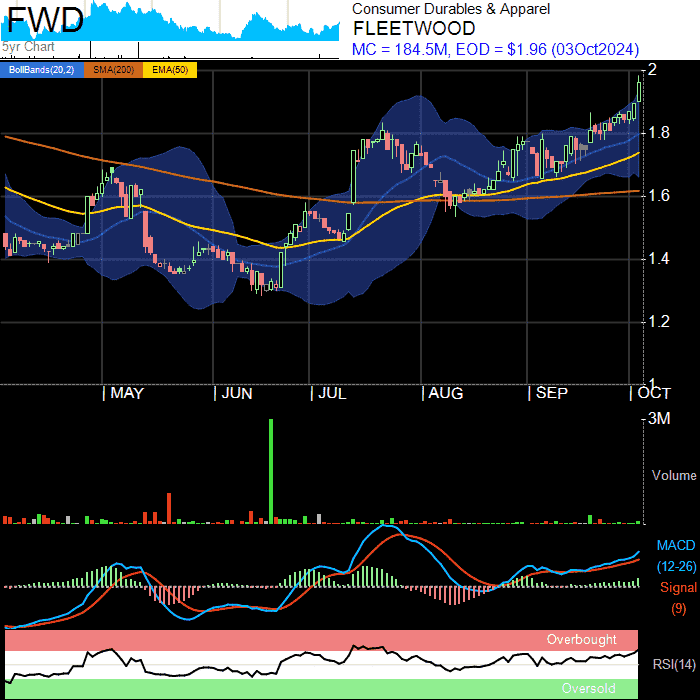 FWD
5yr Chart
Consumer Durables & Apparel
FLEETWOOD
MC = 184.5M, EOD = $1.96 (03Oct2024)
BollBands(20,2) SMA(200) EMA(50)
2
1.8
1.6
1.4
1.2
1
MAY JUN JUL AUG SEP OCT
3M
Volume
MACD
(12-26)
Signal
(9)
Overbought
RSI(14)
Oversold